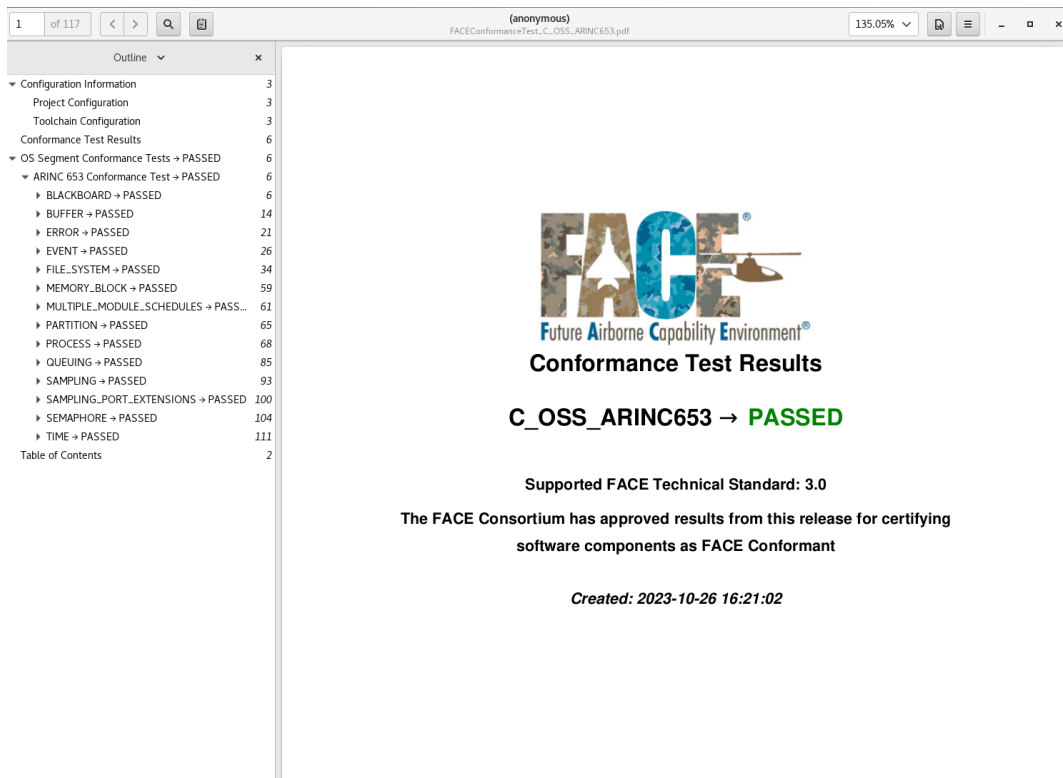 1
of 117
(anonymous)
FACEConformanceTest_C_OSS_ARINC653.pdf
135.05%
Outline
Configuration Information 3
Project Configuration 3
Toolchain Configuration 3
Conformance Test Results 6
OS Segment Conformance Tests → PASSED 6
ARINC 653 Conformance Test → PASSED 6
BLACKBOARD → PASSED 6
BUFFER → PASSED 14
ERROR → PASSED 21
EVENT → PASSED 26
FILE_SYSTEM → PASSED 34
MEMORY_BLOCK → PASSED 59
MULTIPLE_MODULE_SCHEDULES → PASS... 61
PARTITION → PASSED 65
PROCESS → PASSED 68
QUEUING → PASSED 85
SAMPLING → PASSED 93
SAMPLING_PORT_EXTENSIONS → PASSED 100
SEMAPHORE → PASSED 104
TIME → PASSED 111
Table of Contents 2
FACE®
Future Airborne Capability Environment®
Conformance Test Results
C_OSS_ARINC653 → PASSED
Supported FACE Technical Standard: 3.0
The FACE Consortium has approved results from this release for certifying
software components as FACE Conformant
Created: 2023-10-26 16:21:02